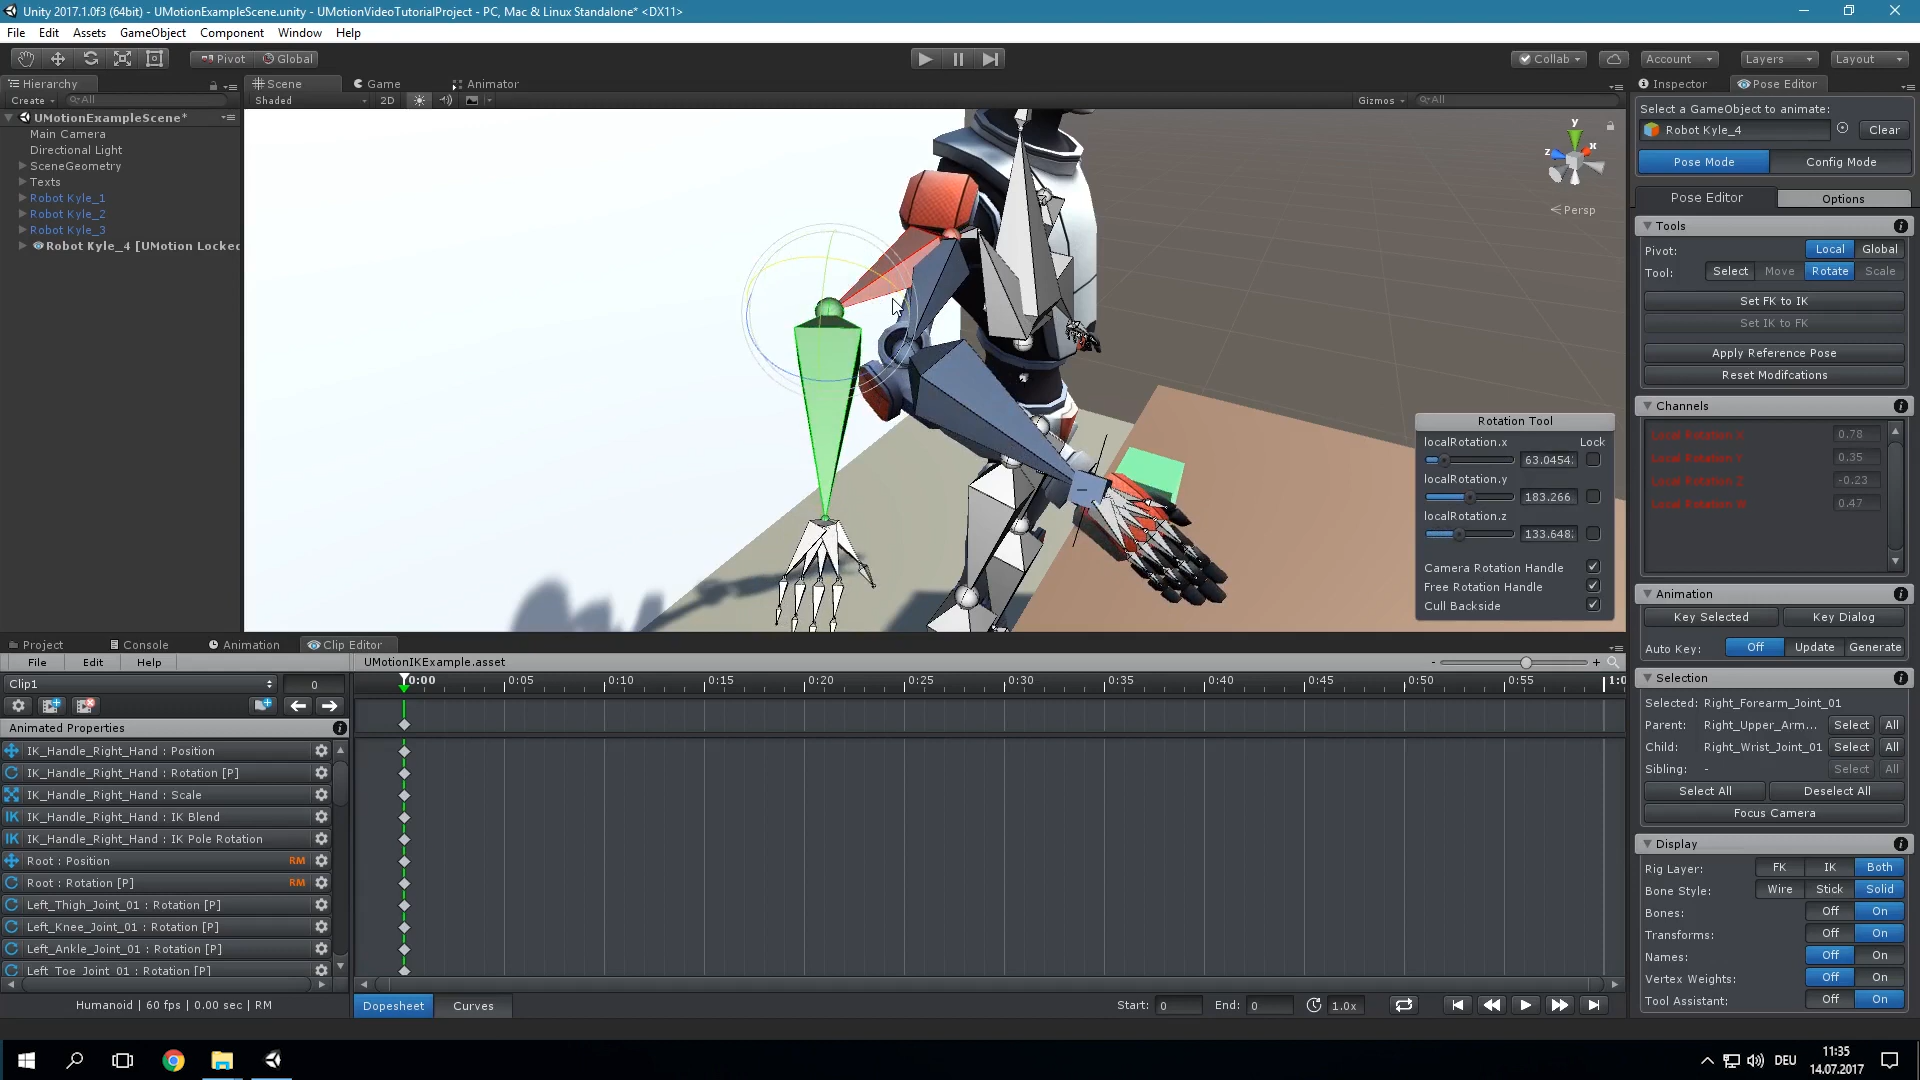 Unity 2017.1.0f3 (64bit) - UMotionExampleScene.unity - UMotionVideoTutorialProject - PC, Mac & Linux Standalone* <DX11>
File Edit Assets GameObject Component Window Help
Pivot Global Collab Account Layers Layout
Hierarchy Scene Game Animator Inspector Pose Editor
Create All Shaded 2D Gizmos All
UMotionExampleScene*
Main Camera
Directional Light
SceneGeometry
Texts
Robot Kyle_1
Robot Kyle_2
Robot Kyle_3
Robot Kyle_4 [UMotion Locked
y
x
z
Persp
Rotation Tool
localRotation.x Lock
63.0454
localRotation.y
183.266
localRotation.z
133.648
Camera Rotation Handle
Free Rotation Handle
Cull Backside
Select a GameObject to animate:
Robot Kyle_4 Clear
Pose Mode Config Mode
Pose Editor Options
Tools
Pivot: Local Global
Tool: Select Move Rotate Scale
Set FK to IK
Set IK to FK
Apply Reference Pose
Reset Modifcations
Channels
Local Rotation X 0.78
Local Rotation Y 0.35
Local Rotation Z -0.23
Local Rotation W 0.47
Animation
Key Selected Key Dialog
Auto Key: Off Update Generate
Selection
Selected: Right_Forearm_Joint_01
Parent: Right_Upper_Arm... Select All
Child: Right_Wrist_Joint_01 Select All
Sibling: - Select All
Select All Deselect All
Focus Camera
Display
Rig Layer: FK IK Both
Bone Style: Wire Stick Solid
Bones: Off On
Transforms: Off On
Names: Off On
Vertex Weights: Off On
Tool Assistant: Off On
Project Console Animation Clip Editor
File Edit Help UMotionIKExample.asset - +
Clip1 0
0:00 0:05 0:10 0:15 0:20 0:25 0:30 0:35 0:40 0:45 0:50 0:55
Animated Properties
IK_Handle_Right_Hand : Position
IK_Handle_Right_Hand : Rotation [P]
IK_Handle_Right_Hand : Scale
IK IK_Handle_Right_Hand : IK Blend
IK IK_Handle_Right_Hand : IK Pole Rotation
Root : Position RM
Root : Rotation [P] RM
Left_Thigh_Joint_01 : Rotation [P]
Left_Knee_Joint_01 : Rotation [P]
Left_Ankle_Joint_01 : Rotation [P]
Left_Toe_Joint_01 : Rotation [P]
Humanoid | 60 fps | 0.00 sec | RM
Dopesheet Curves Start: 0 End: 0 1.0x
DEU
11:35
14.07.2017